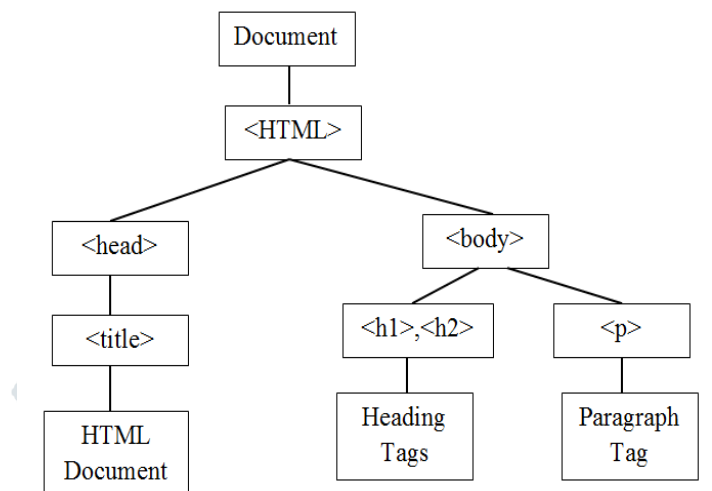 Document
<HTML>
<head>
<body>
<title>
<h1>,<h2>
<p>
HTML
Document
Heading
Tags
Paragraph
Tag